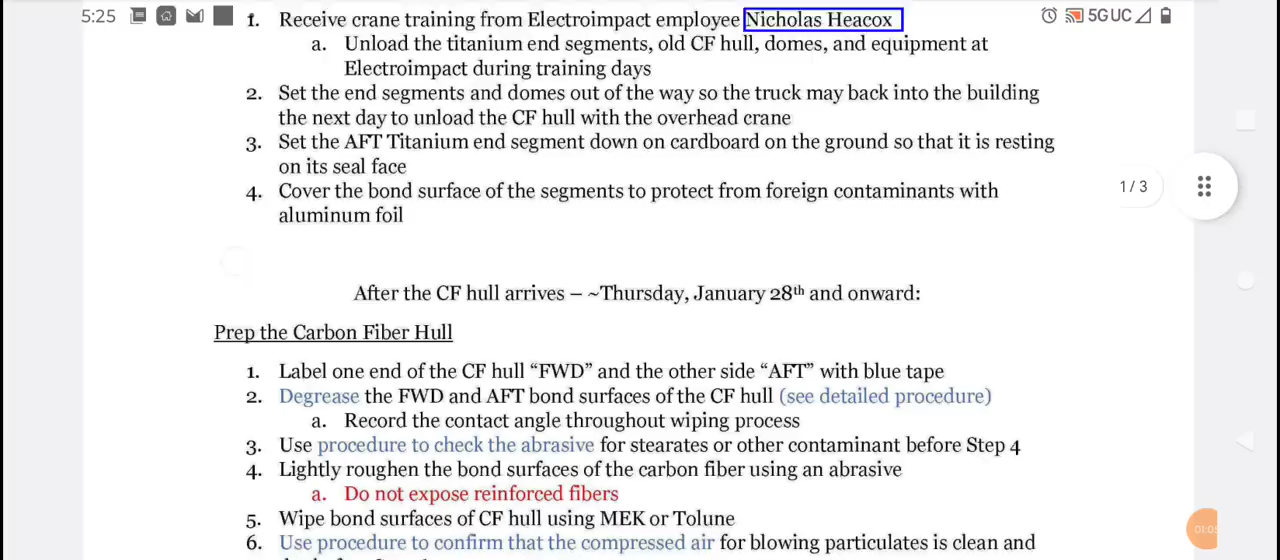 5:25
5G UC
1. Receive crane training from Electroimpact employee Nicholas Heacox
a. Unload the titanium end segments, old CF hull, domes, and equipment at
Electroimpact during training days
2. Set the end segments and domes out of the way so the truck may back into the building
the next day to unload the CF hull with the overhead crane
3. Set the AFT Titanium end segment down on cardboard on the ground so that it is resting
on its seal face
4. Cover the bond surface of the segments to protect from foreign contaminants with
aluminum foil
1 / 3
After the CF hull arrives – ~Thursday, January 28th and onward:
Prep the Carbon Fiber Hull
1. Label one end of the CF hull “FWD” and the other side “AFT” with blue tape
2. Degrease the FWD and AFT bond surfaces of the CF hull (see detailed procedure)
a. Record the contact angle throughout wiping process
3. Use procedure to check the abrasive for stearates or other contaminant before Step 4
4. Lightly roughen the bond surfaces of the carbon fiber using an abrasive
a. Do not expose reinforced fibers
5. Wipe bond surfaces of CF hull using MEK or Tolune
6. Use procedure to confirm that the compressed air for blowing particulates is clean and